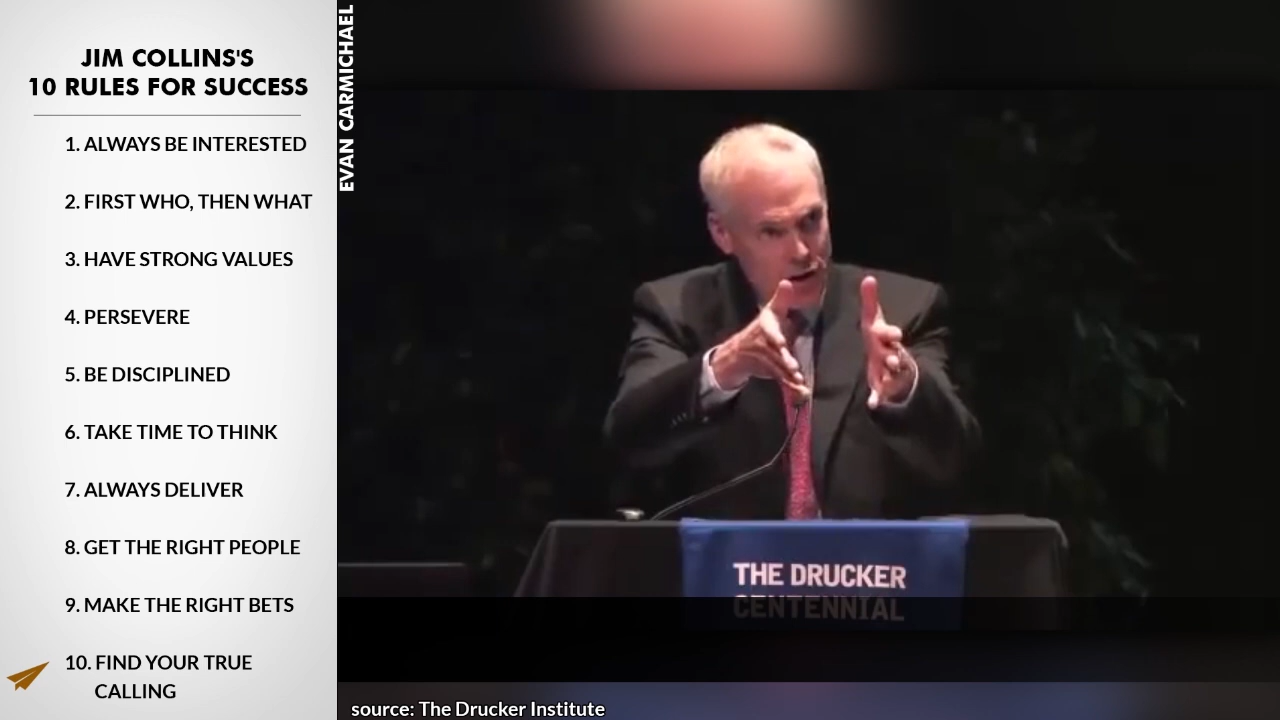 JIM COLLINS'S
10 RULES FOR SUCCESS
1. ALWAYS BE INTERESTED
2. FIRST WHO, THEN WHAT
3. HAVE STRONG VALUES
4. PERSEVERE
5. BE DISCIPLINED
6. TAKE TIME TO THINK
7. ALWAYS DELIVER
8. GET THE RIGHT PEOPLE
9. MAKE THE RIGHT BETS
10. FIND YOUR TRUE
CALLING
EVAN CARMICHAEL
THE DRUCKER
CENTENNIAL
source: The Drucker Institute